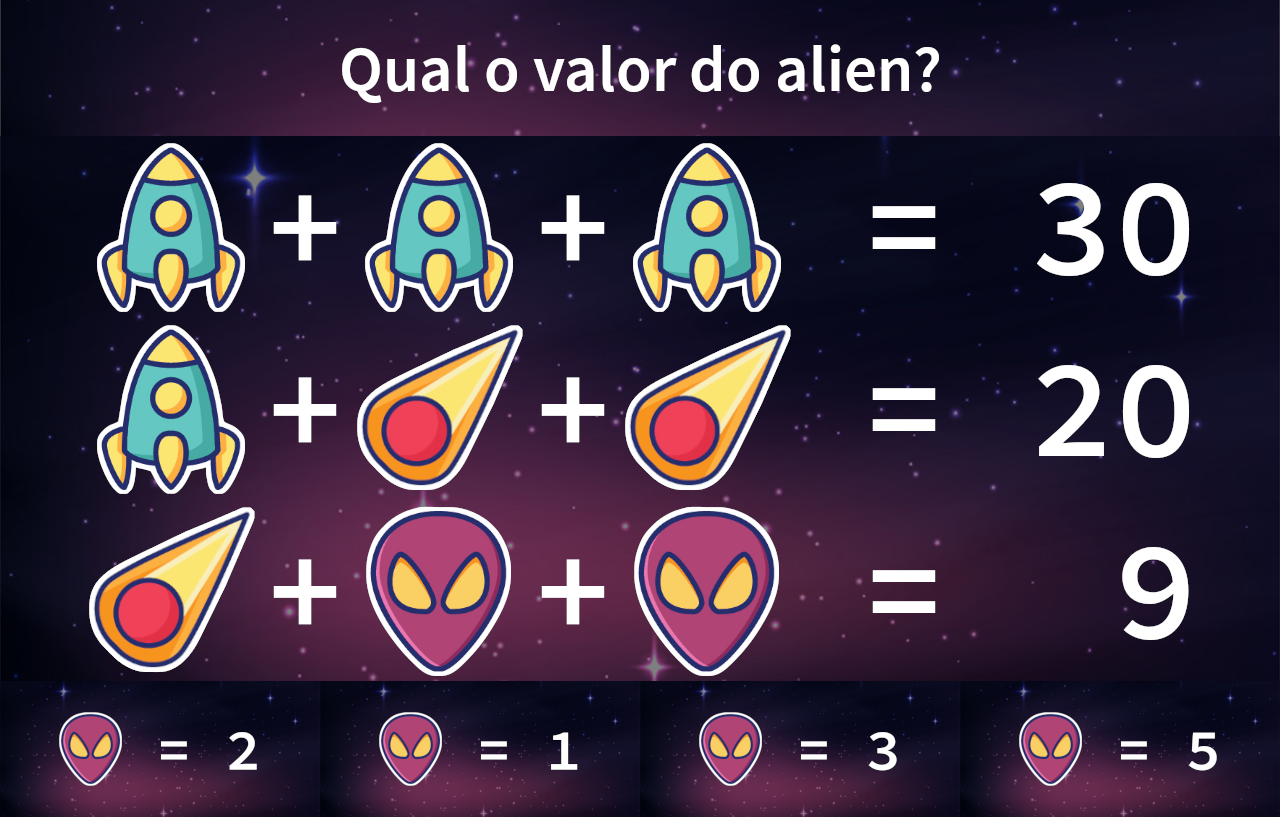 Qual o valor do alien?
+ + = 30
+ + = 20
+ + = 9
= 2 = 1 = 3 = 5